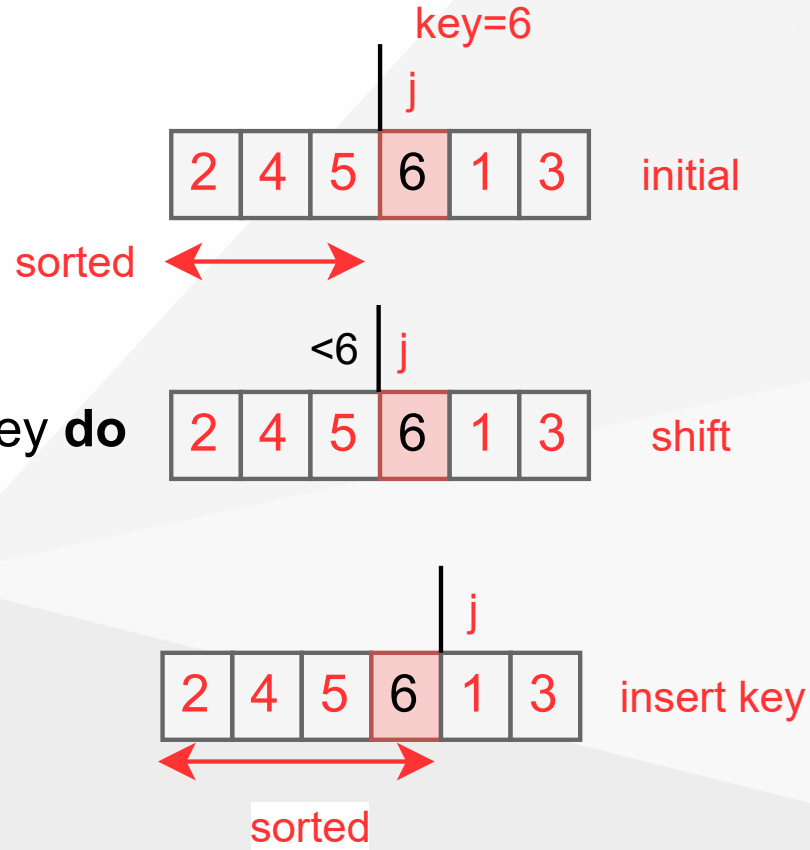 key=6
j
2 4 5 6 1 3 initial
sorted
<6 j
ey do 2 4 5 6 1 3 shift
j
2 4 5 6 1 3 insert key
sorted